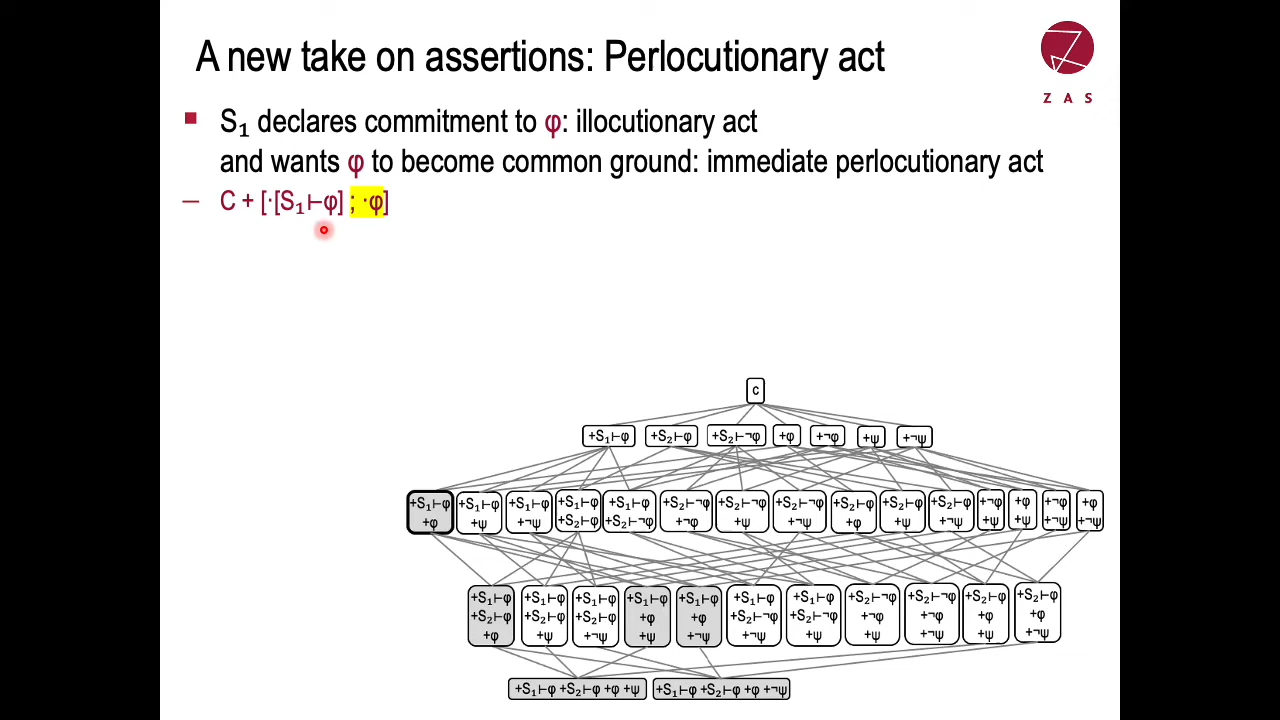 A new take on assertions: Perlocutionary act
Z A S
S₁ declares commitment to φ: illocutionary act
and wants φ to become common ground: immediate perlocutionary act
C + [·[S₁⊢φ] ; ·φ]
c
+S₁⊢φ +S₂⊢φ +S₂⊢¬φ +φ +¬φ +ψ +¬ψ
+S₁⊢φ +S₁⊢φ +S₁⊢φ +S₁⊢φ +S₁⊢φ +S₂⊢¬φ +S₂⊢¬φ +S₂⊢¬φ +S₂⊢φ +S₂⊢φ +S₂⊢φ +¬φ +φ +¬φ +φ
+φ +ψ +¬ψ +S₂⊢φ +S₂⊢¬φ +¬φ +ψ +¬ψ +φ +ψ +¬ψ +ψ +ψ +¬ψ +¬ψ
+S₁⊢φ +S₁⊢φ +S₁⊢φ +S₁⊢φ +S₁⊢φ +S₁⊢φ +S₁⊢φ +S₂⊢¬φ +S₂⊢¬φ +S₂⊢φ +S₂⊢φ
+S₂⊢φ +S₂⊢φ +S₂⊢φ +φ +φ +S₂⊢¬φ +S₂⊢¬φ +¬φ +¬φ +φ +φ
+φ +ψ +¬ψ +ψ +¬ψ +¬ψ +ψ +ψ +¬ψ +ψ +¬ψ
+S₁⊢φ +S₂⊢φ +φ +ψ +S₁⊢φ +S₂⊢φ +φ +¬ψ